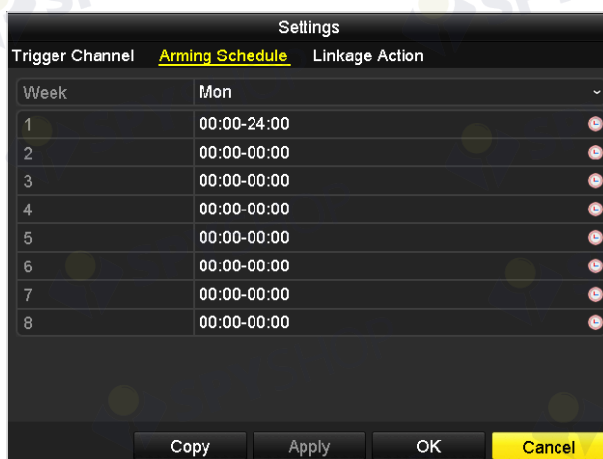 Settings
Trigger Channel Arming Schedule Linkage Action
Week Mon
1 00:00-24:00
2 00:00-00:00
3 00:00-00:00
4 00:00-00:00
5 00:00-00:00
6 00:00-00:00
7 00:00-00:00
8 00:00-00:00
Copy Apply OK Cancel